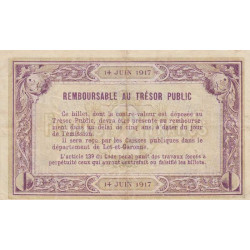 14 JUIN 1917
REMBOURSABLE AU TRÉSOR PUBLIC
Ce billet, dont la contre-valeur est déposée au
Trésor Public, devra être présenté au remboursement
dans un délai de cinq ans, à dater du jour de
l'émission.
Il sera reçu par les caisses publiques dans le
département de Lot-et-Garonne.
L'article 139 du Code pénal punit des travaux forcés à
perpétuité ceux qui ont contrefait ou falsifié les billets.
14 JUIN 1917